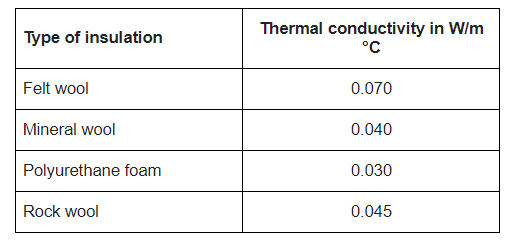 Type of insulation
Thermal conductivity in W/m
°C
Felt wool
0.070
Mineral wool
0.040
Polyurethane foam
0.030
Rock wool
0.045